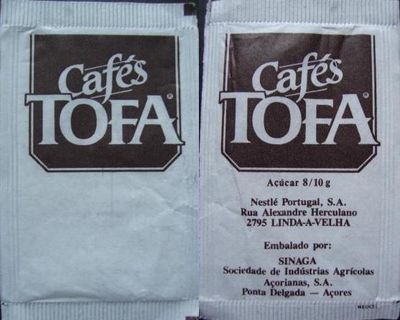 Cafés
TOFA®
Cafés
TOFA®
Açúcar 8/10 g
Nestlé Portugal, S.A.
Rua Alexandre Herculano
2795 LINDA-A-VELHA
Embalado por:
SINAGA
Sociedade de Indústrias Agrícolas
Açorianas, S.A.
Ponta Delgada — Açores